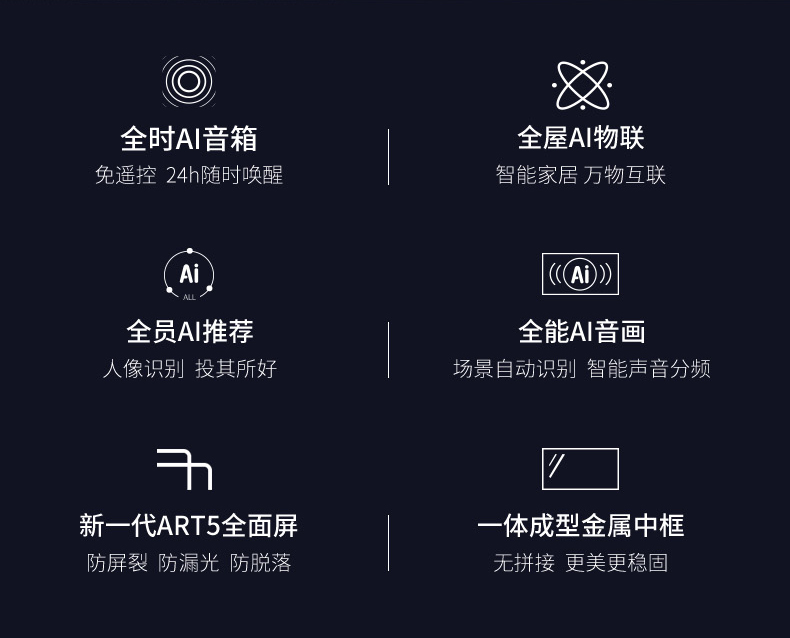 全时AI音箱
免遥控 24h随时唤醒
全屋AI物联
智能家居 万物互联
Ai
ALL
全员AI推荐
人像识别 投其所好
Ai
全能AI音画
场景自动识别 智能声音分频
新一代ART5全面屏
防屏裂 防漏光 防脱落
一体成型金属中框
无拼接 更美更稳固